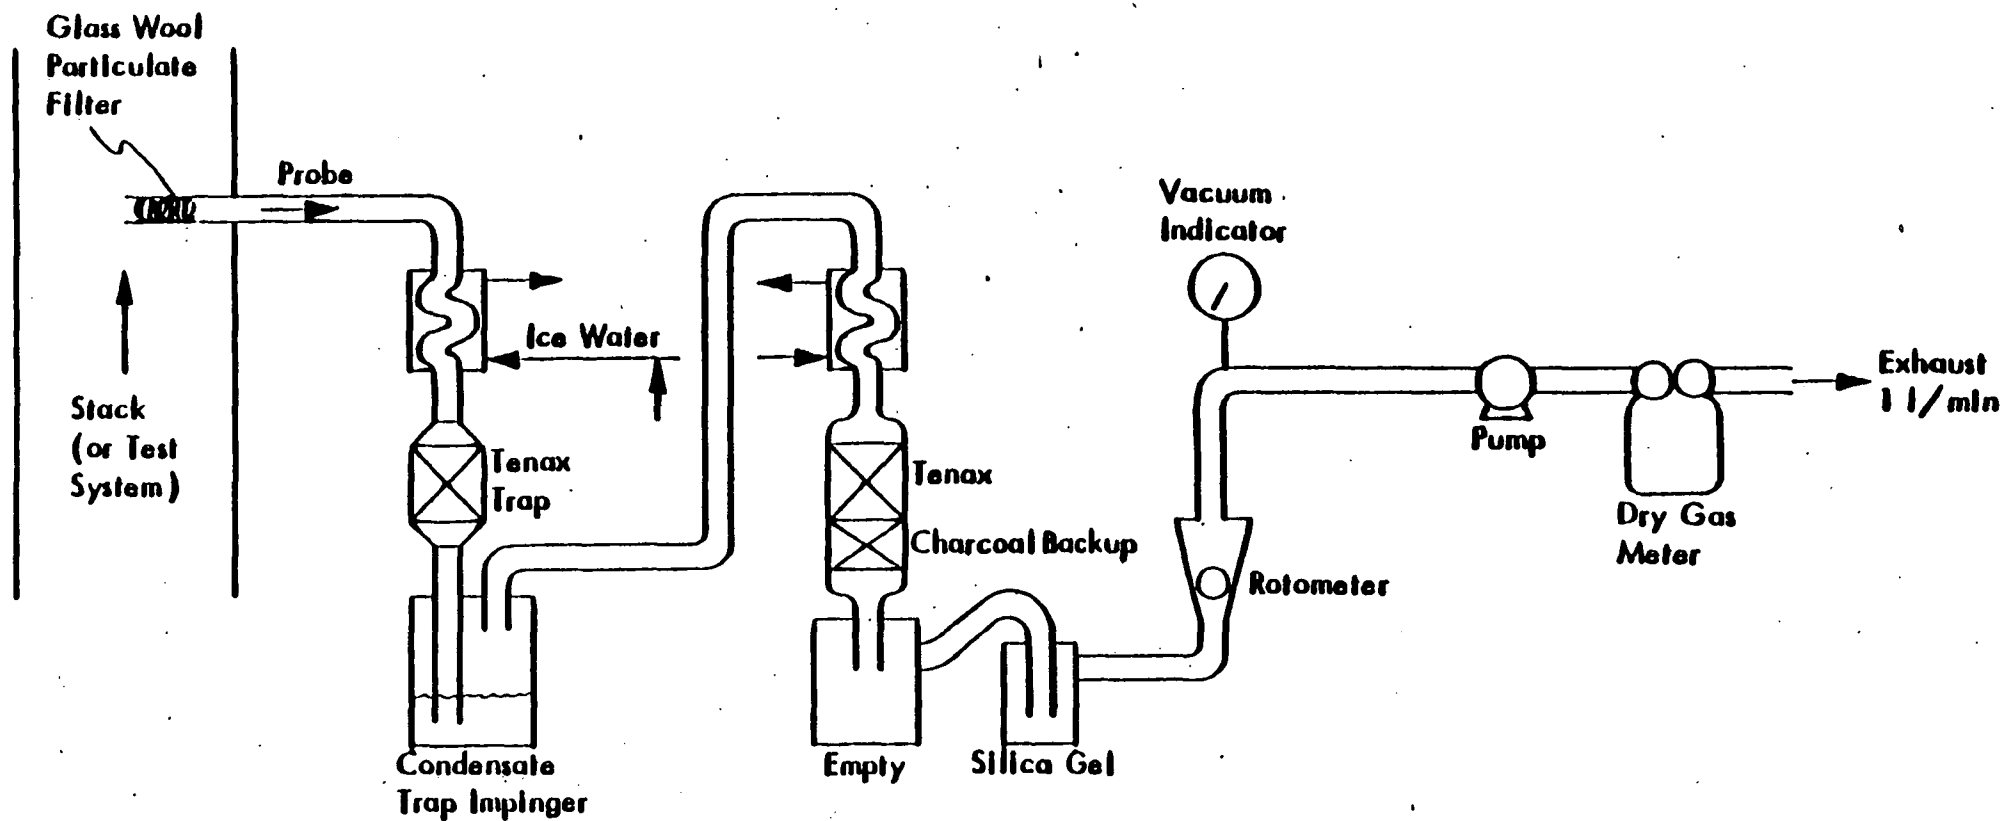 Glass Wool
Particulate
Filter
Probe
Stack
(or Test
System)
Ice Water
Tenax
Trap
Condensate
Trap Impinger
Tenax
Charcoal Backup
Empty
Silica Gel
Vacuum
Indicator
Rotometer
Pump
Dry Gas
Meter
Exhaust
1 l/min